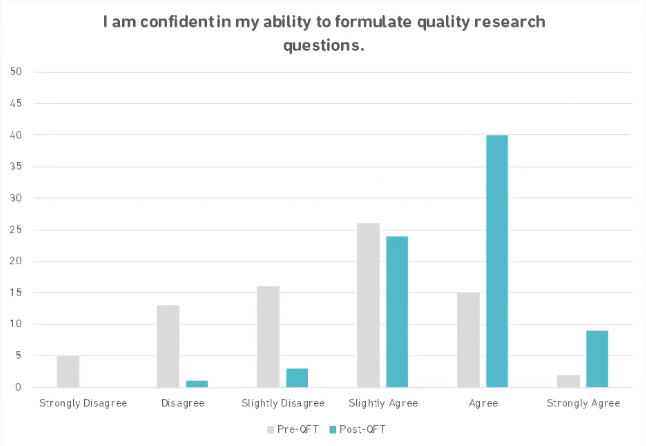 I am confident in my ability to formulate quality research
questions.
50
45
40
35
30
25
20
15
10
5
0
Strongly Disagree Disagree Slightly Disagree Slightly Agree Agree Strongly Agree
Pre-QFT Post-QFT